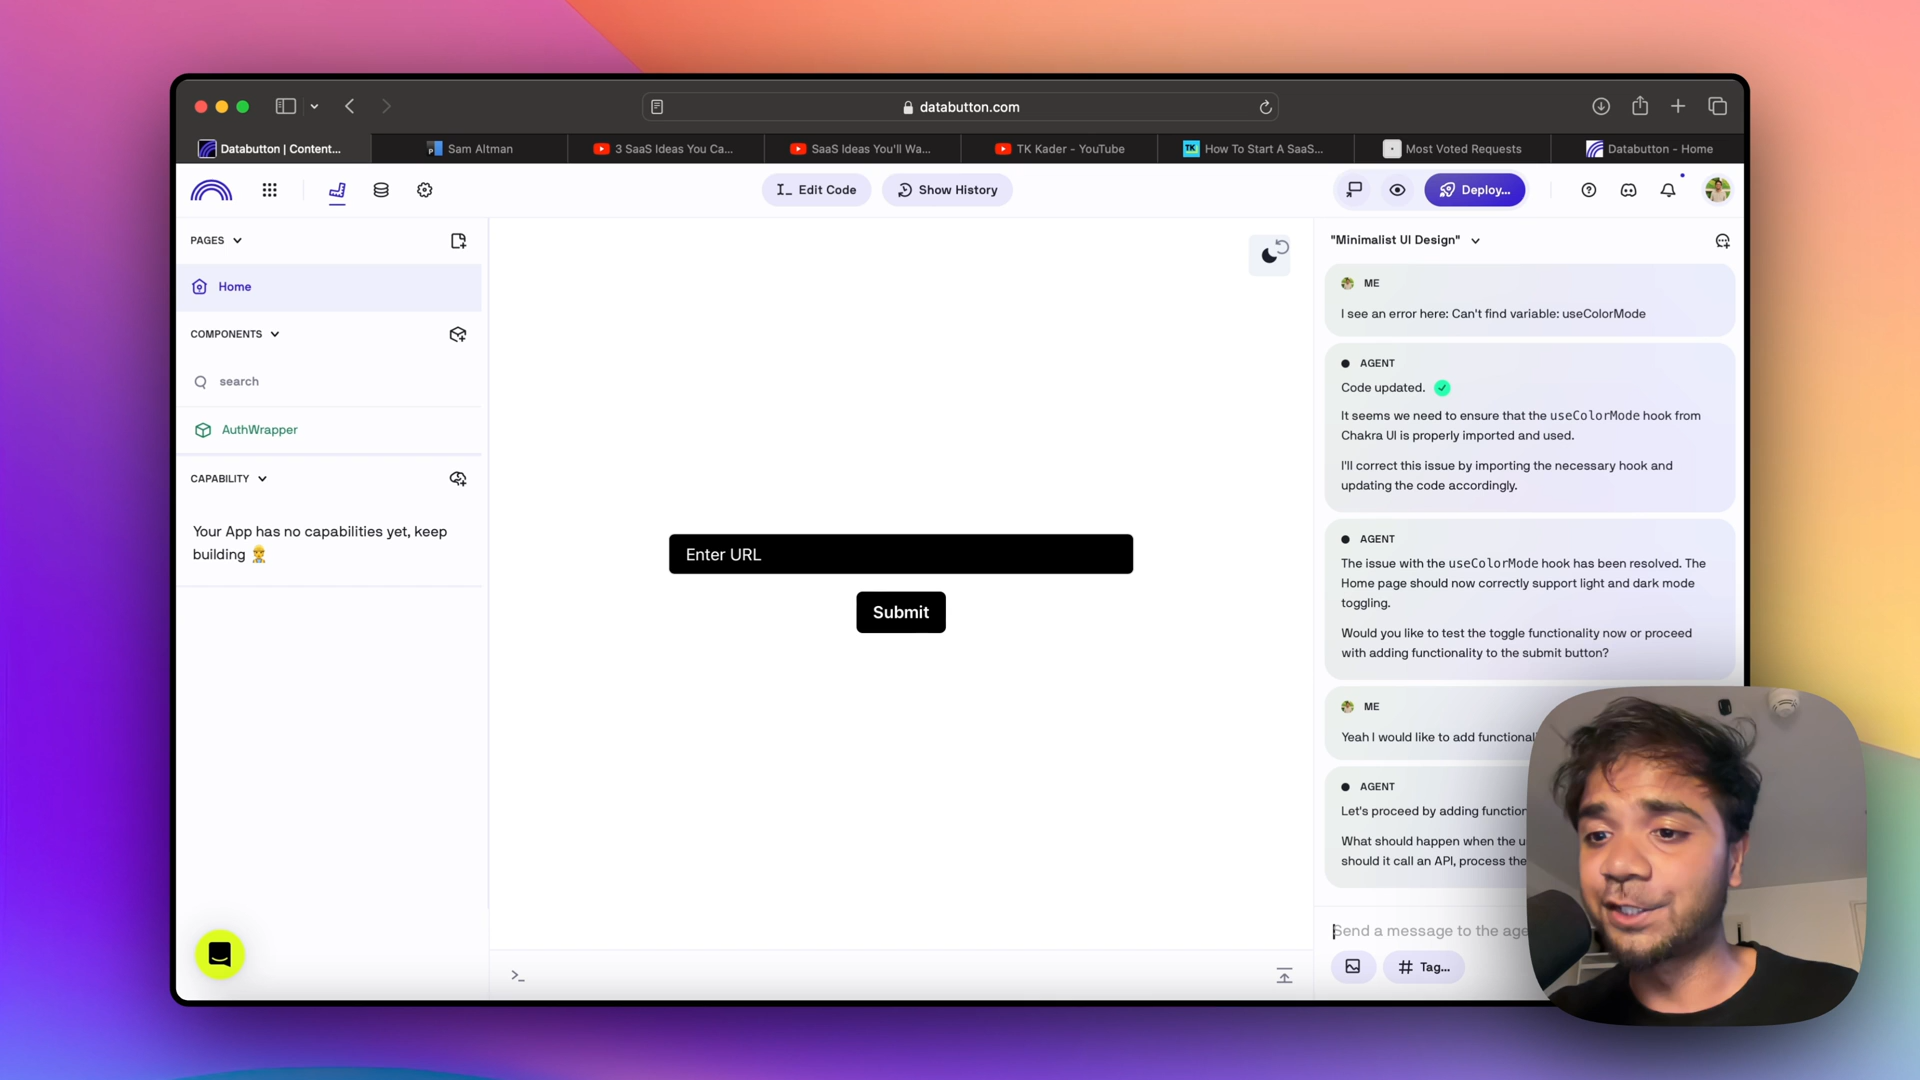 databutton.com
Databutton | Content...
Sam Altman
3 SaaS Ideas You Ca...
SaaS Ideas You'll Wa...
TK Kader - YouTube
TK
How To Start A SaaS...
Most Voted Requests
Databutton - Home
Edit Code
Show History
Deploy...
PAGES
Home
COMPONENTS
search
AuthWrapper
CAPABILITY
Your App has no capabilities yet, keep
building
Enter URL
Submit
"Minimalist UI Design"
ME
I see an error here: Can't find variable: useColorMode
AGENT
Code updated.
It seems we need to ensure that the useColorMode hook from
Chakra UI is properly imported and used.
I'll correct this issue by importing the necessary hook and
updating the code accordingly.
AGENT
The issue with the useColorMode hook has been resolved. The
Home page should now correctly support light and dark mode
toggling.
Would you like to test the toggle functionality now or proceed
with adding functionality to the submit button?
ME
Yeah I would like to add functional
AGENT
Let's proceed by adding function
What should happen when the u
should it call an API, process the
Send a message to the age
# Tag...